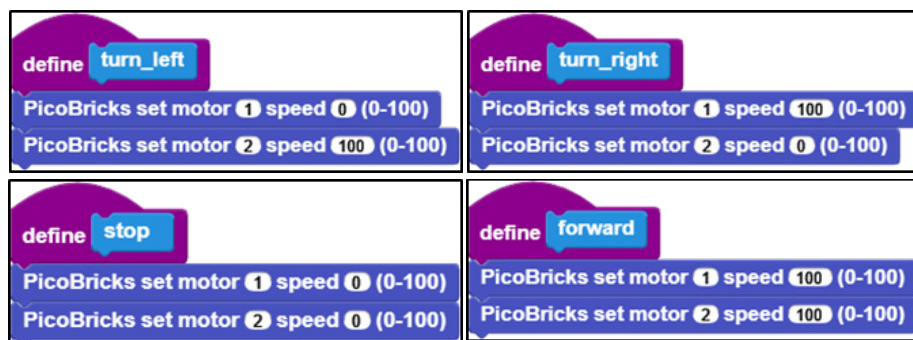 define turn_left
PicoBricks set motor 1 speed 0 (0-100)
PicoBricks set motor 2 speed 100 (0-100)
define turn_right
PicoBricks set motor 1 speed 100 (0-100)
PicoBricks set motor 2 speed 0 (0-100)
define stop
PicoBricks set motor 1 speed 0 (0-100)
PicoBricks set motor 2 speed 0 (0-100)
define forward
PicoBricks set motor 1 speed 100 (0-100)
PicoBricks set motor 2 speed 100 (0-100)